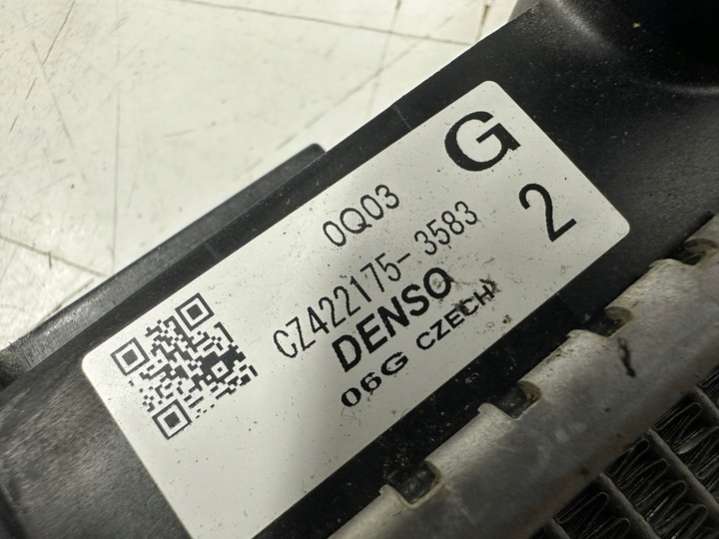 G
2
0Q03
CZ422175-3583
DENSO
06G CZECH